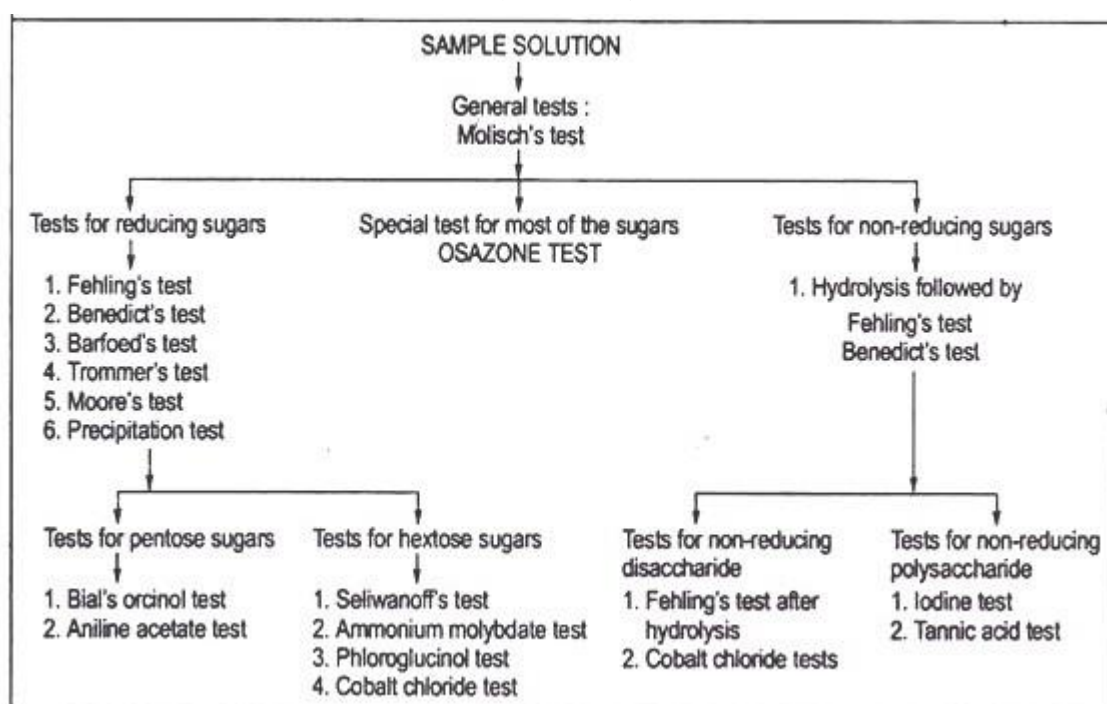 SAMPLE SOLUTION
General tests :
Molisch's test
Tests for reducing sugars
1. Fehling's test
2. Benedict's test
3. Barfoed's test
4. Trommer's test
5. Moore's test
6. Precipitation test
Special test for most of the sugars
OSAZONE TEST
Tests for non-reducing sugars
1. Hydrolysis followed by
Fehling's test
Benedict's test
Tests for pentose sugars
1. Bial's orcinol test
2. Aniline acetate test
Tests for hextose sugars
1. Seliwanoff's test
2. Ammonium molybdate test
3. Phloroglucinol test
4. Cobalt chloride test
Tests for non-reducing
disaccharide
1. Fehling's test after
hydrolysis
2. Cobalt chloride tests
Tests for non-reducing
polysaccharide
1. Iodine test
2. Tannic acid test